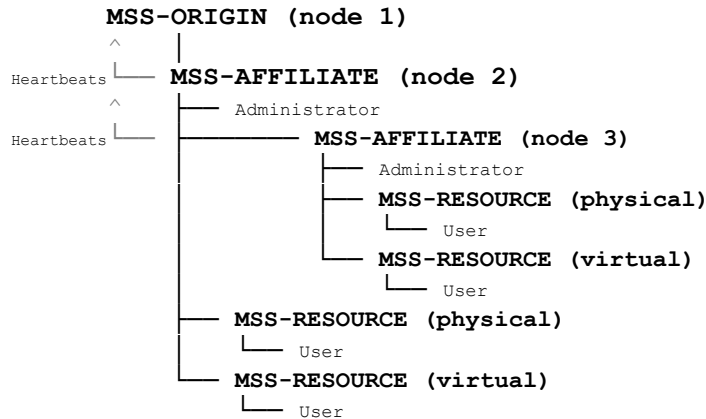 MSS-ORIGIN (node 1)
Heartbeats MSS-AFFILIATE (node 2)
Administrator
Heartbeats MSS-AFFILIATE (node 3)
Administrator
MSS-RESOURCE (physical)
User
MSS-RESOURCE (virtual)
User
MSS-RESOURCE (physical)
User
MSS-RESOURCE (virtual)
User